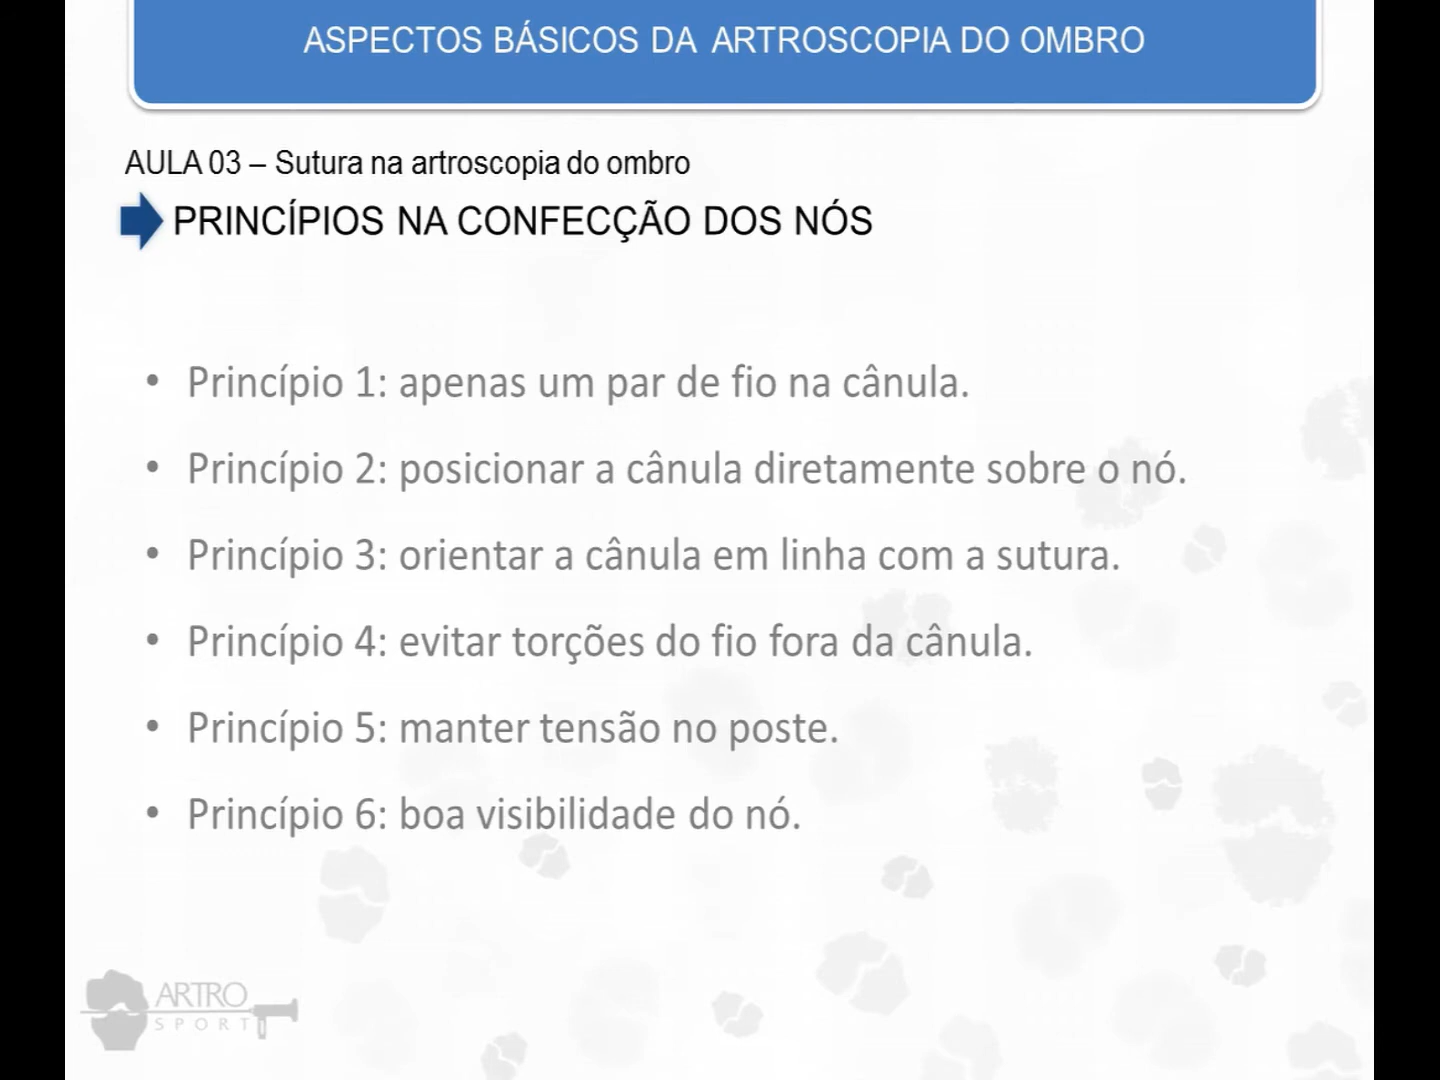 ASPECTOS BÁSICOS DA ARTROSCOPIA DO OMBRO
AULA 03 – Sutura na artroscopia do ombro
PRINCÍPIOS NA CONFECÇÃO DOS NÓS
• Princípio 1: apenas um par de fio na cânula.
• Princípio 2: posicionar a cânula diretamente sobre o nó.
• Princípio 3: orientar a cânula em linha com a sutura.
• Princípio 4: evitar torções do fio fora da cânula.
• Princípio 5: manter tensão no poste.
• Princípio 6: boa visibilidade do nó.
ARTRO
SPORT